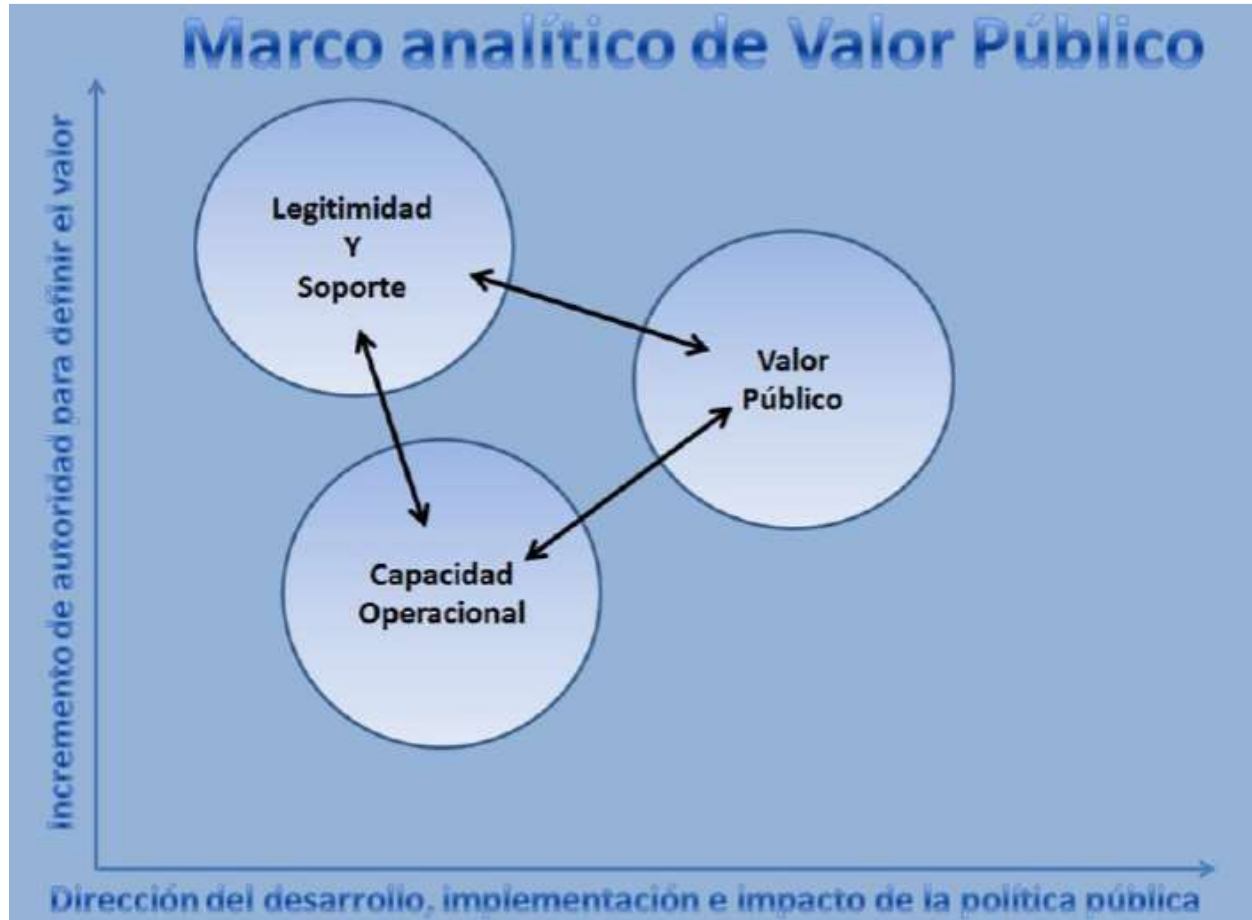 Marco analítico de Valor Público
incremento de autoridad para definir el valor
Legitimidad
Y
Soporte
Valor
Público
Capacidad
Operacional
Dirección del desarrollo, implementación e impacto de la política pública